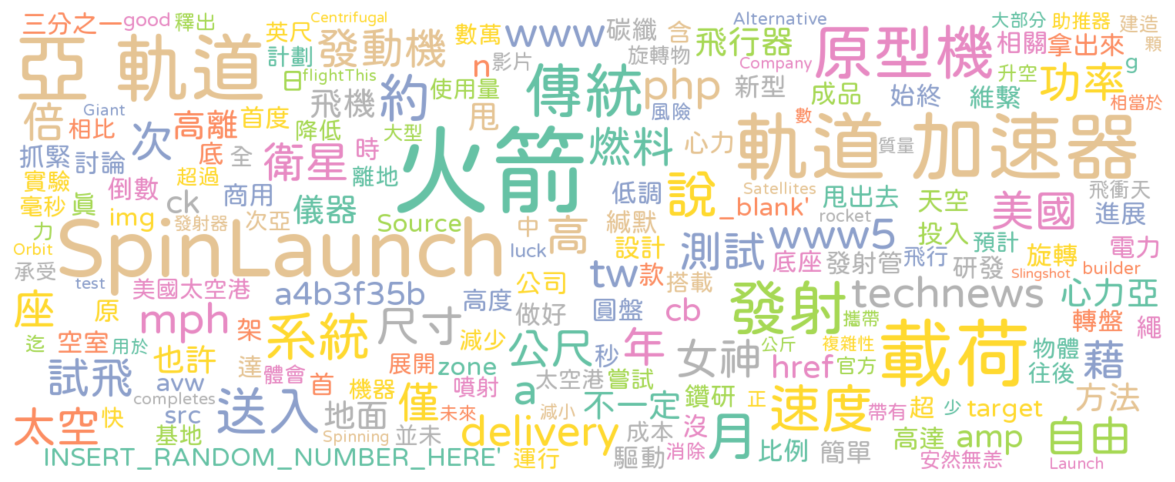 三分之一 good 釋出 英尺 Centrifugal 數萬 www 碳纖 含 Alternative 大部分 助推器 建造
亞 軌道 發動機 旋轉物 飛行器 原型機 相關 拿出來 顆
計劃 日 flightThis n 影片 Company 升空 功率 g
倍 Giant 飛機 約 使用量 傳統 php 新型 成品 始終 維繫 相當於
相比 次 高離 首度 降低 大型 甩 風險 數
抓緊 討論 底 全 衛星 時 火箭 燃料 心力 軌道 加速器 質量
實驗 超過 離地 Satellites 飛衝天
毫秒 眞 倒數 商用 低調 說 甩出去 天空 美國 進展
img ck 儀器 緘默 _blank' rocket
力 發射器 次亞 Source 中 高 設計 投入 預計 電力
Orbit SpinLaunch luck 測試 www5 底座 發射管 飛行 旋轉
承受 test tw 款 搭載 研發 Slingshot builder
美國太空港 a4b3f35b 高度 公司 圓盤 cb 發射 technews 心力亞
座 原 mph 架 系統 尺寸 做好 攜帶 轉盤 繩
迄 用於 空室 減少 公尺 秒 年 女神 公斤 複雜性 載荷 物體 藉
試飛 也許 達 體會 首 展開 zone a 太空港 嘗試 href 官方 往後
avw 機器 噴射 僅 不一定 鑽研 正 速度 帶有 超 少 target 方法
太空 快 completes src 送入 地面 未來 delivery 減小 成本 沒 月 高達 amp 自由
基地 Spinning 並未 驅動 消除 比例 簡單 安然無恙
INSERT_RANDOM_NUMBER_HERE' 運行 Launch